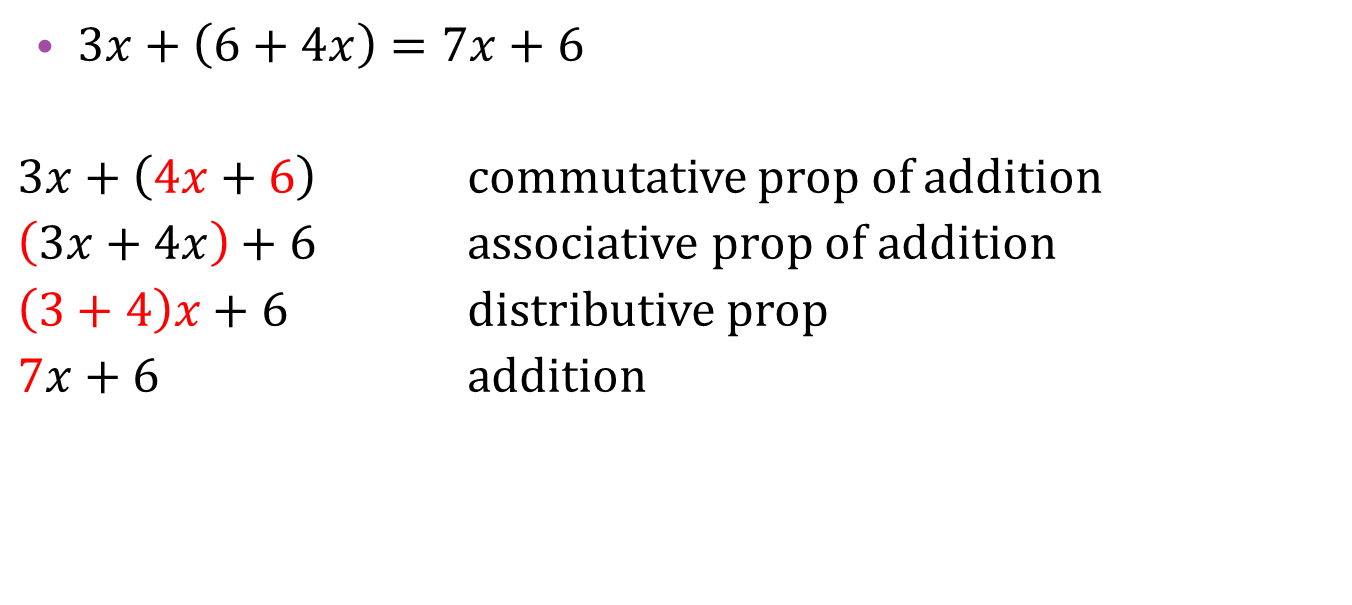 • 3x + (6 + 4x) = 7x + 6
3x + (4x + 6) commutative prop of addition
(3x + 4x) + 6 associative prop of addition
(3 + 4)x + 6 distributive prop
7x + 6 addition